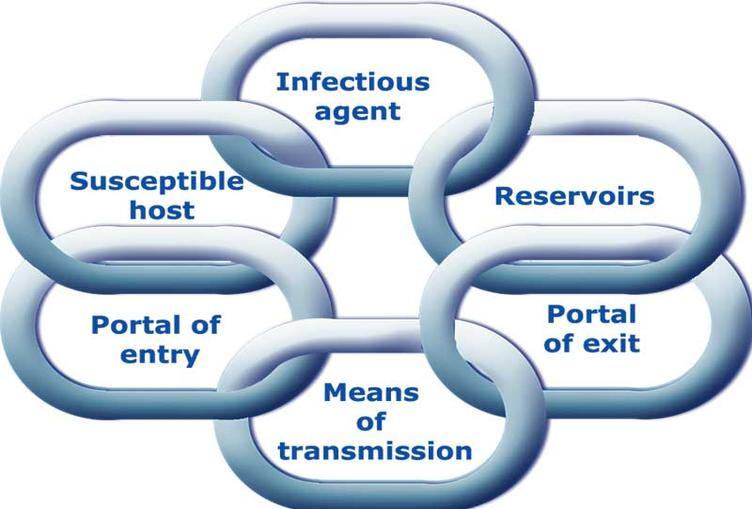 Infectious
agent
Susceptible
host
Reservoirs
Portal of
entry
Portal
of exit
Means
of
transmission